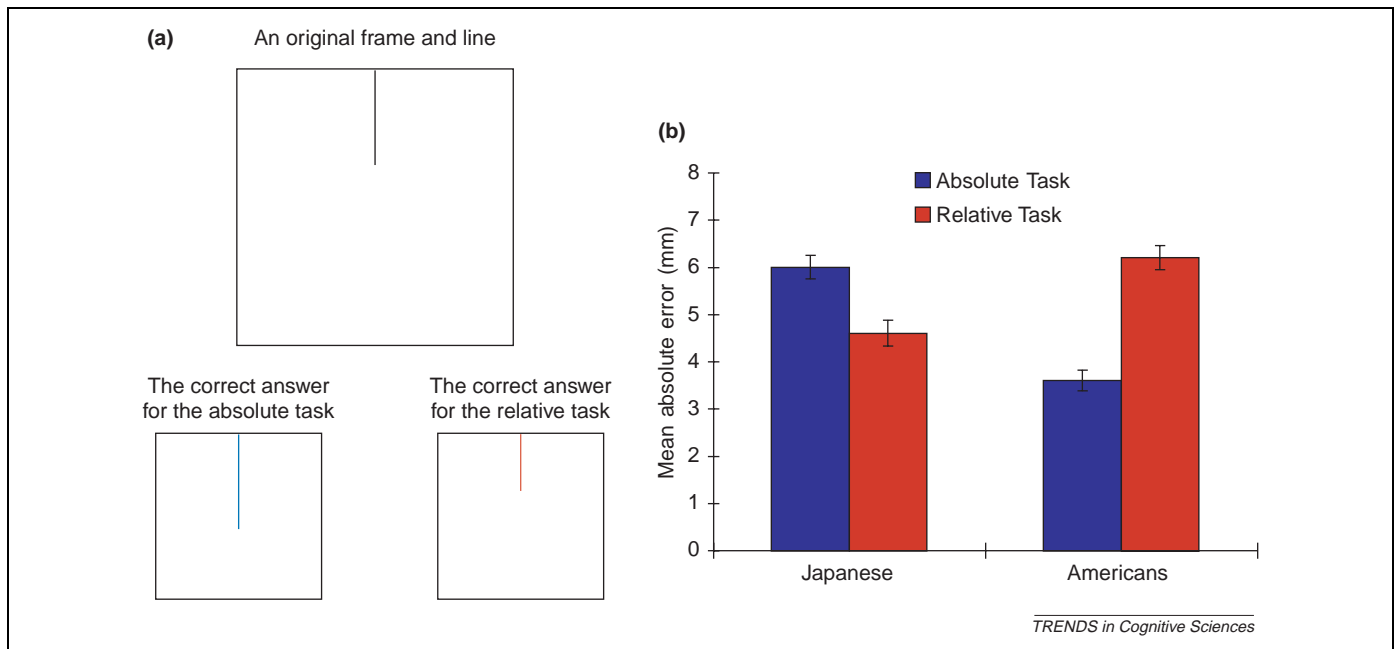 (a) An original frame and line
The correct answer
for the absolute task
The correct answer
for the relative task
(b)
Mean absolute error (mm)
8
7
6
5
4
3
2
1
0
Absolute Task
Relative Task
Japanese
Americans
TRENDS in Cognitive Sciences